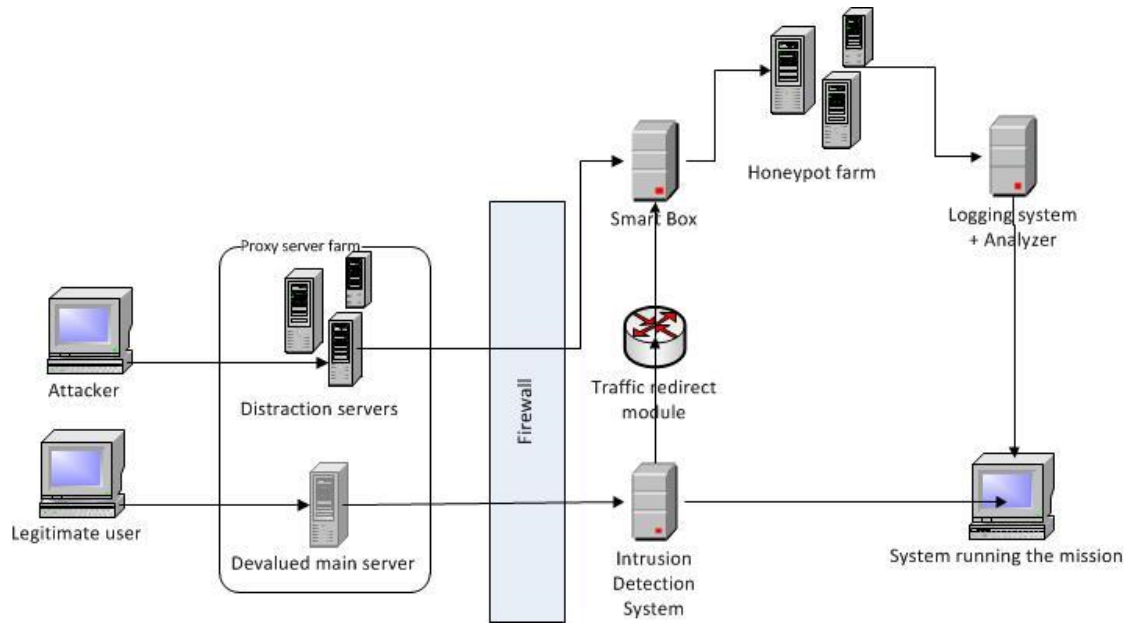 Honeypot farm
Smart Box
Logging system
+ Analyzer
Proxy server farm
Attacker
Distraction servers
Firewall
Traffic redirect
module
Legitimate user
Devalued main server
Intrusion
Detection
System
System running the mission